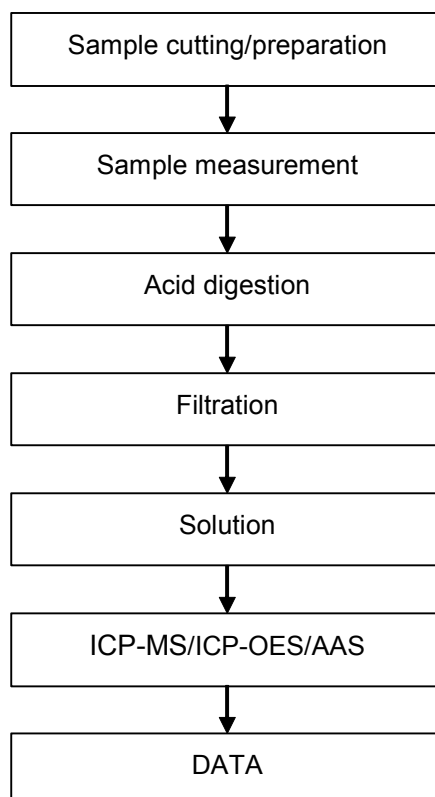 Sample cutting/preparation
Sample measurement
Acid digestion
Filtration
Solution
ICP-MS/ICP-OES/AAS
DATA